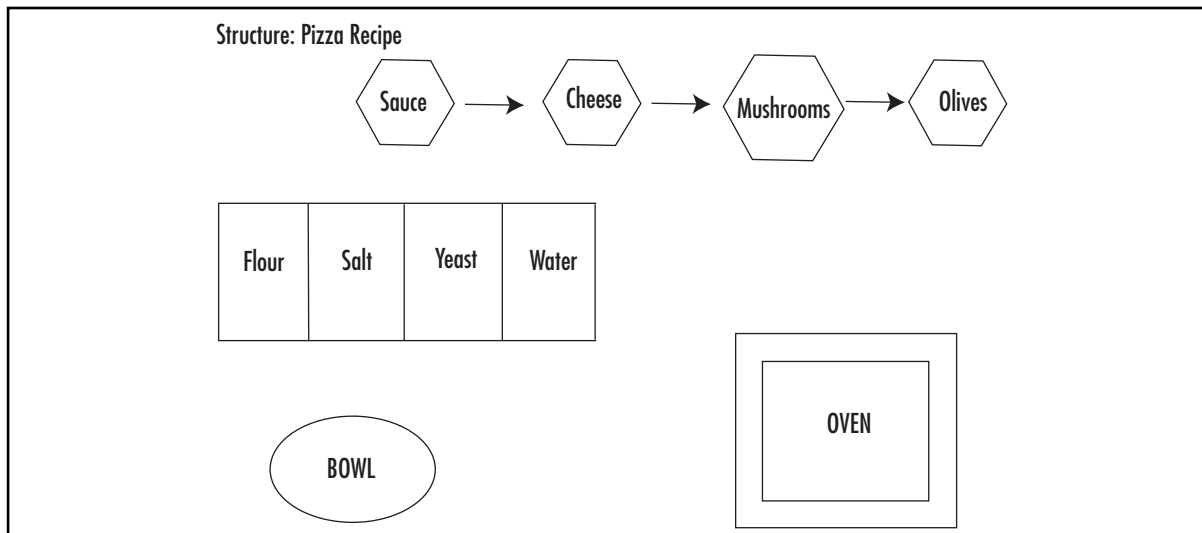 Structure: Pizza Recipe
Sauce Cheese Mushrooms Olives
Flour Salt Yeast Water
OVEN
BOWL